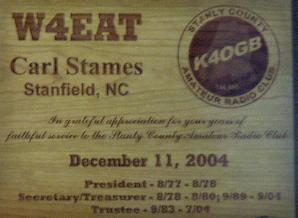 W4EAT
Carl Stames
Stanfield, NC
STANLY COUNTY
K4OGB
AMATEUR RADIO CLUB
In grateful appreciation for your years of
faithful service to the Stanly County Amateur Radio Club
December 11, 2004
President - 8/77 - 8/78
Secretary/Treasurer - 8/78 - 8/80; 9/89 - 9/04
Trustee - 9/83 - 7/04